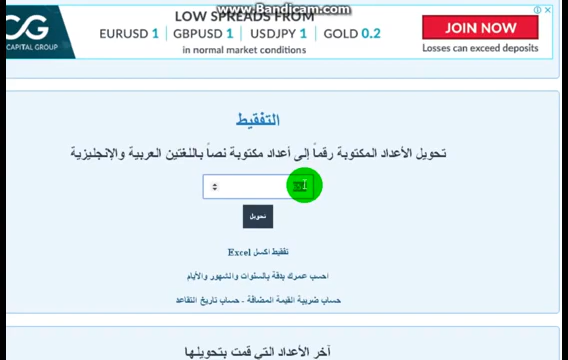 www.Bandicam.com
LOW SPREADS FROM
CG
CAPITAL GROUP
EURUSD 1 | GBPUSD 1 | USDJPY 1 | GOLD 0.2
in normal market conditions
JOIN NOW
Losses can exceed deposits
التفقيط
تحويل الأعداد المكتوبة رقماً إلى أعداد مكتوبة نصاً باللغتين العربية والإنجليزية
تحويل
تفقيط اكسل Excel
احسب عمرك بدقة بالسنوات والشهور والأيام
حساب ضريبة القيمة المضافة - حساب تاريخ التقاعد
آخر الأعداد التي قمت بتحويلها